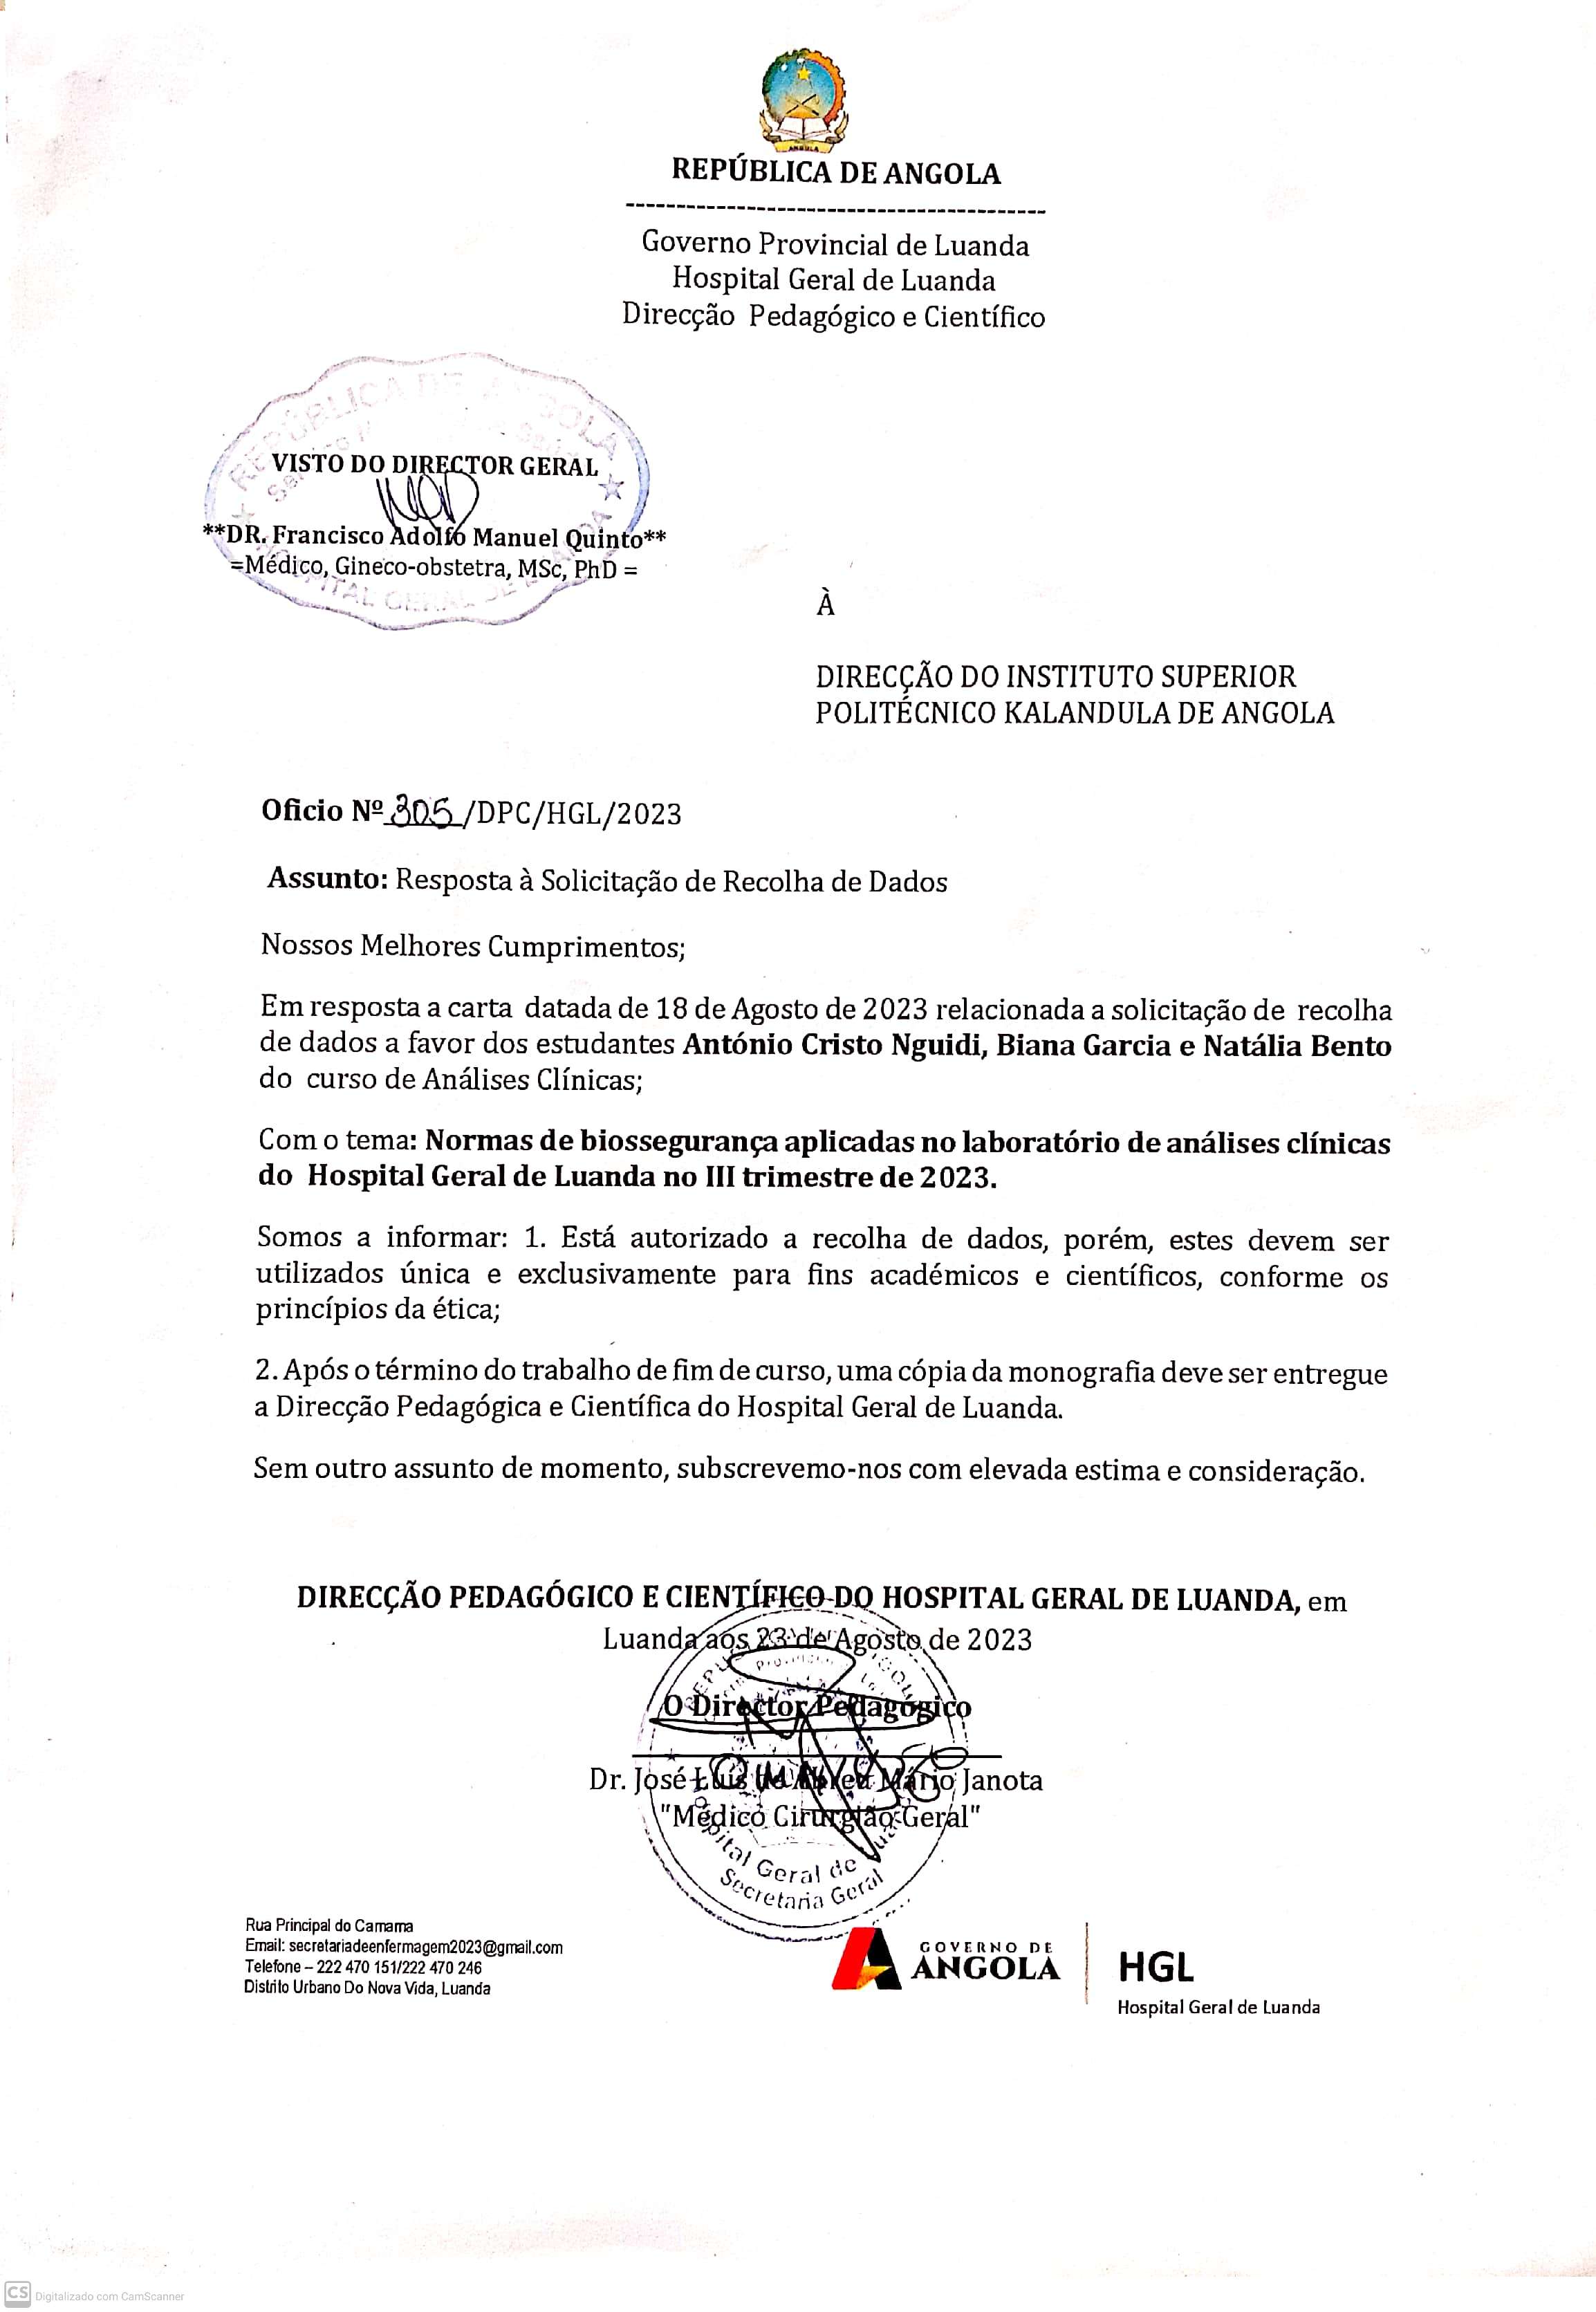 ANGOLA
REPÚBLICA DE ANGOLA
Governo Provincial de Luanda
Hospital Geral de Luanda
Direcção Pedagógico e Científico
REPÚBLICA DE ANGOLA
VISTO DO DIRECTOR GERAL
**DR. Francisco Adolfo Manuel Quinto**
=Médico, Gineco-obstetra, MSc, PhD =
HOSPITAL GERAL DE LUANDA
À
DIRECÇÃO DO INSTITUTO SUPERIOR
POLITÉCNICO KALANDULA DE ANGOLA
Oficio Nº 305/DPC/HGL/2023
Assunto: Resposta à Solicitação de Recolha de Dados
Nossos Melhores Cumprimentos;
Em resposta a carta datada de 18 de Agosto de 2023 relacionada a solicitação de recolha
de dados a favor dos estudantes António Cristo Nguidi, Biana Garcia e Natália Bento
do curso de Análises Clínicas;
Com o tema: Normas de biossegurança aplicadas no laboratório de análises clínicas
do Hospital Geral de Luanda no III trimestre de 2023.
Somos a informar: 1. Está autorizado a recolha de dados, porém, estes devem ser
utilizados única e exclusivamente para fins académicos e científicos, conforme os
princípios da ética;
2. Após o término do trabalho de fim de curso, uma cópia da monografia deve ser entregue
a Direcção Pedagógica e Científica do Hospital Geral de Luanda.
Sem outro assunto de momento, subscrevemo-nos com elevada estima e consideração.
DIRECÇÃO PEDAGÓGICO E CIENTÍFICO DO HOSPITAL GERAL DE LUANDA, em
Luanda aos 23 de Agosto de 2023
O Director Pedagógico
Dr. José Luís de Abreu Mário Janota
"Médico Cirurgião Geral"
Hospital Geral de Luanda
Secretaria Geral
Rua Principal do Camama
Email: secretariadeenfermagem2023@gmail.com
Telefone – 222 470 151/222 470 246
Distrito Urbano Do Nova Vida, Luanda
GOVERNO DE
ANGOLA
HGL
Hospital Geral de Luanda
CS Digitalizado com CamScanner